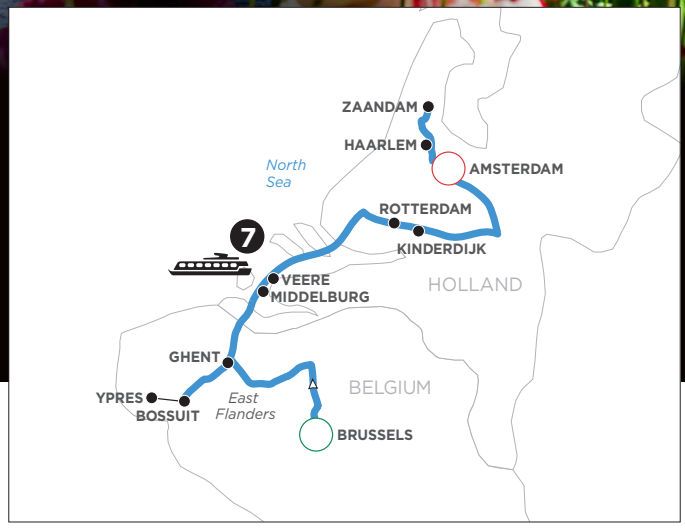 ZAANDAM
HAARLEM
North
Sea
AMSTERDAM
ROTTERDAM
7
KINDERDIJK
VEERE
HOLLAND
MIDDELBURG
GHENT
BELGIUM
YPRES
East
Flanders
BOSSUIT
BRUSSELS